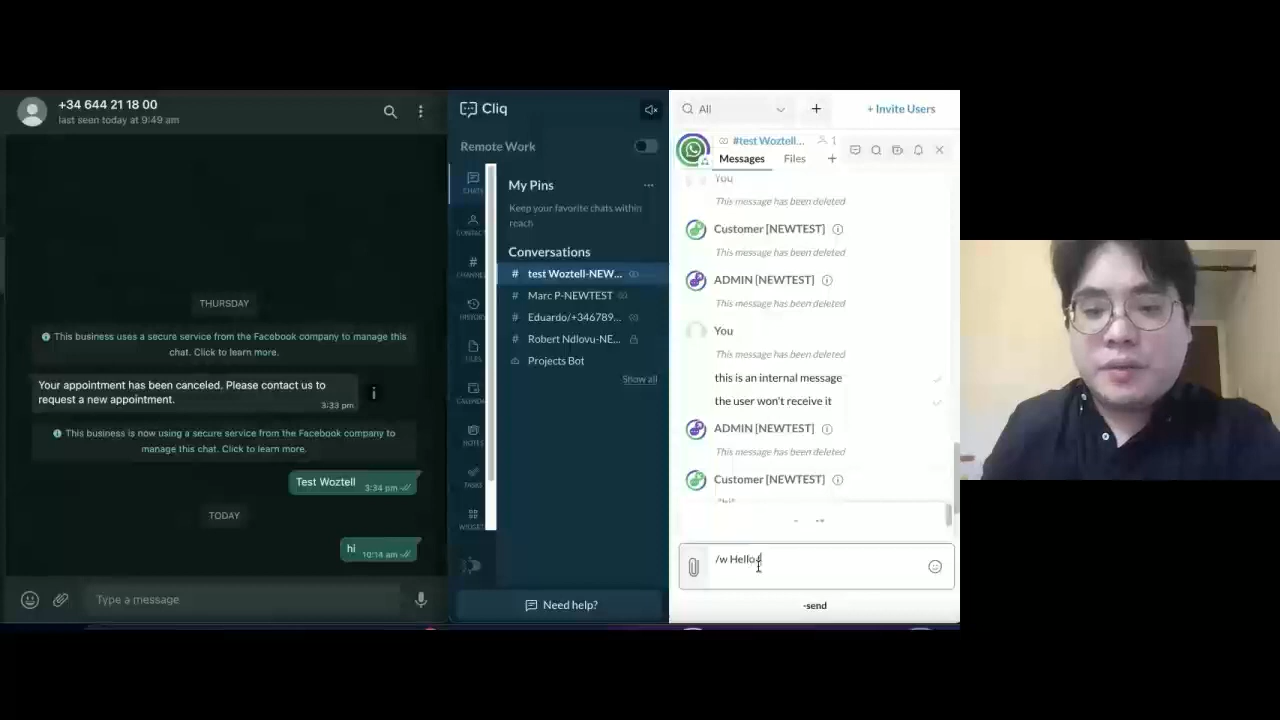 +34 644 21 18 00
last seen today at 9:49 am
THURSDAY
This business uses a secure service from the Facebook company to manage this
chat. Click to learn more.
Your appointment has been canceled. Please contact us to
request a new appointment.
3:33 pm
This business is now using a secure service from the Facebook company to
manage this chat. Click to learn more.
Test Woztell
3:34 pm
TODAY
hi
10:14 am
Type a message
Cliq
Remote Work
CHATS
HISTORY
FILES
NOTES
TASKS
My Pins
Keep your favorite chats within
reach
Conversations
# test Woztell-NEW...
# Marc P-NEWTEST
# Eduardo/+346789...
# Robert Ndlovu-NE...
Projects Bot
Show all
Need help?
All
+ Invite Users
#test Woztell...
1
Messages
Files
You
This message has been deleted
Customer [NEWTEST]
This message has been deleted
ADMIN [NEWTEST]
This message has been deleted
You
This message has been deleted
this is an internal message
the user won't receive it
ADMIN [NEWTEST]
This message has been deleted
Customer [NEWTEST]
/w Hello
-send